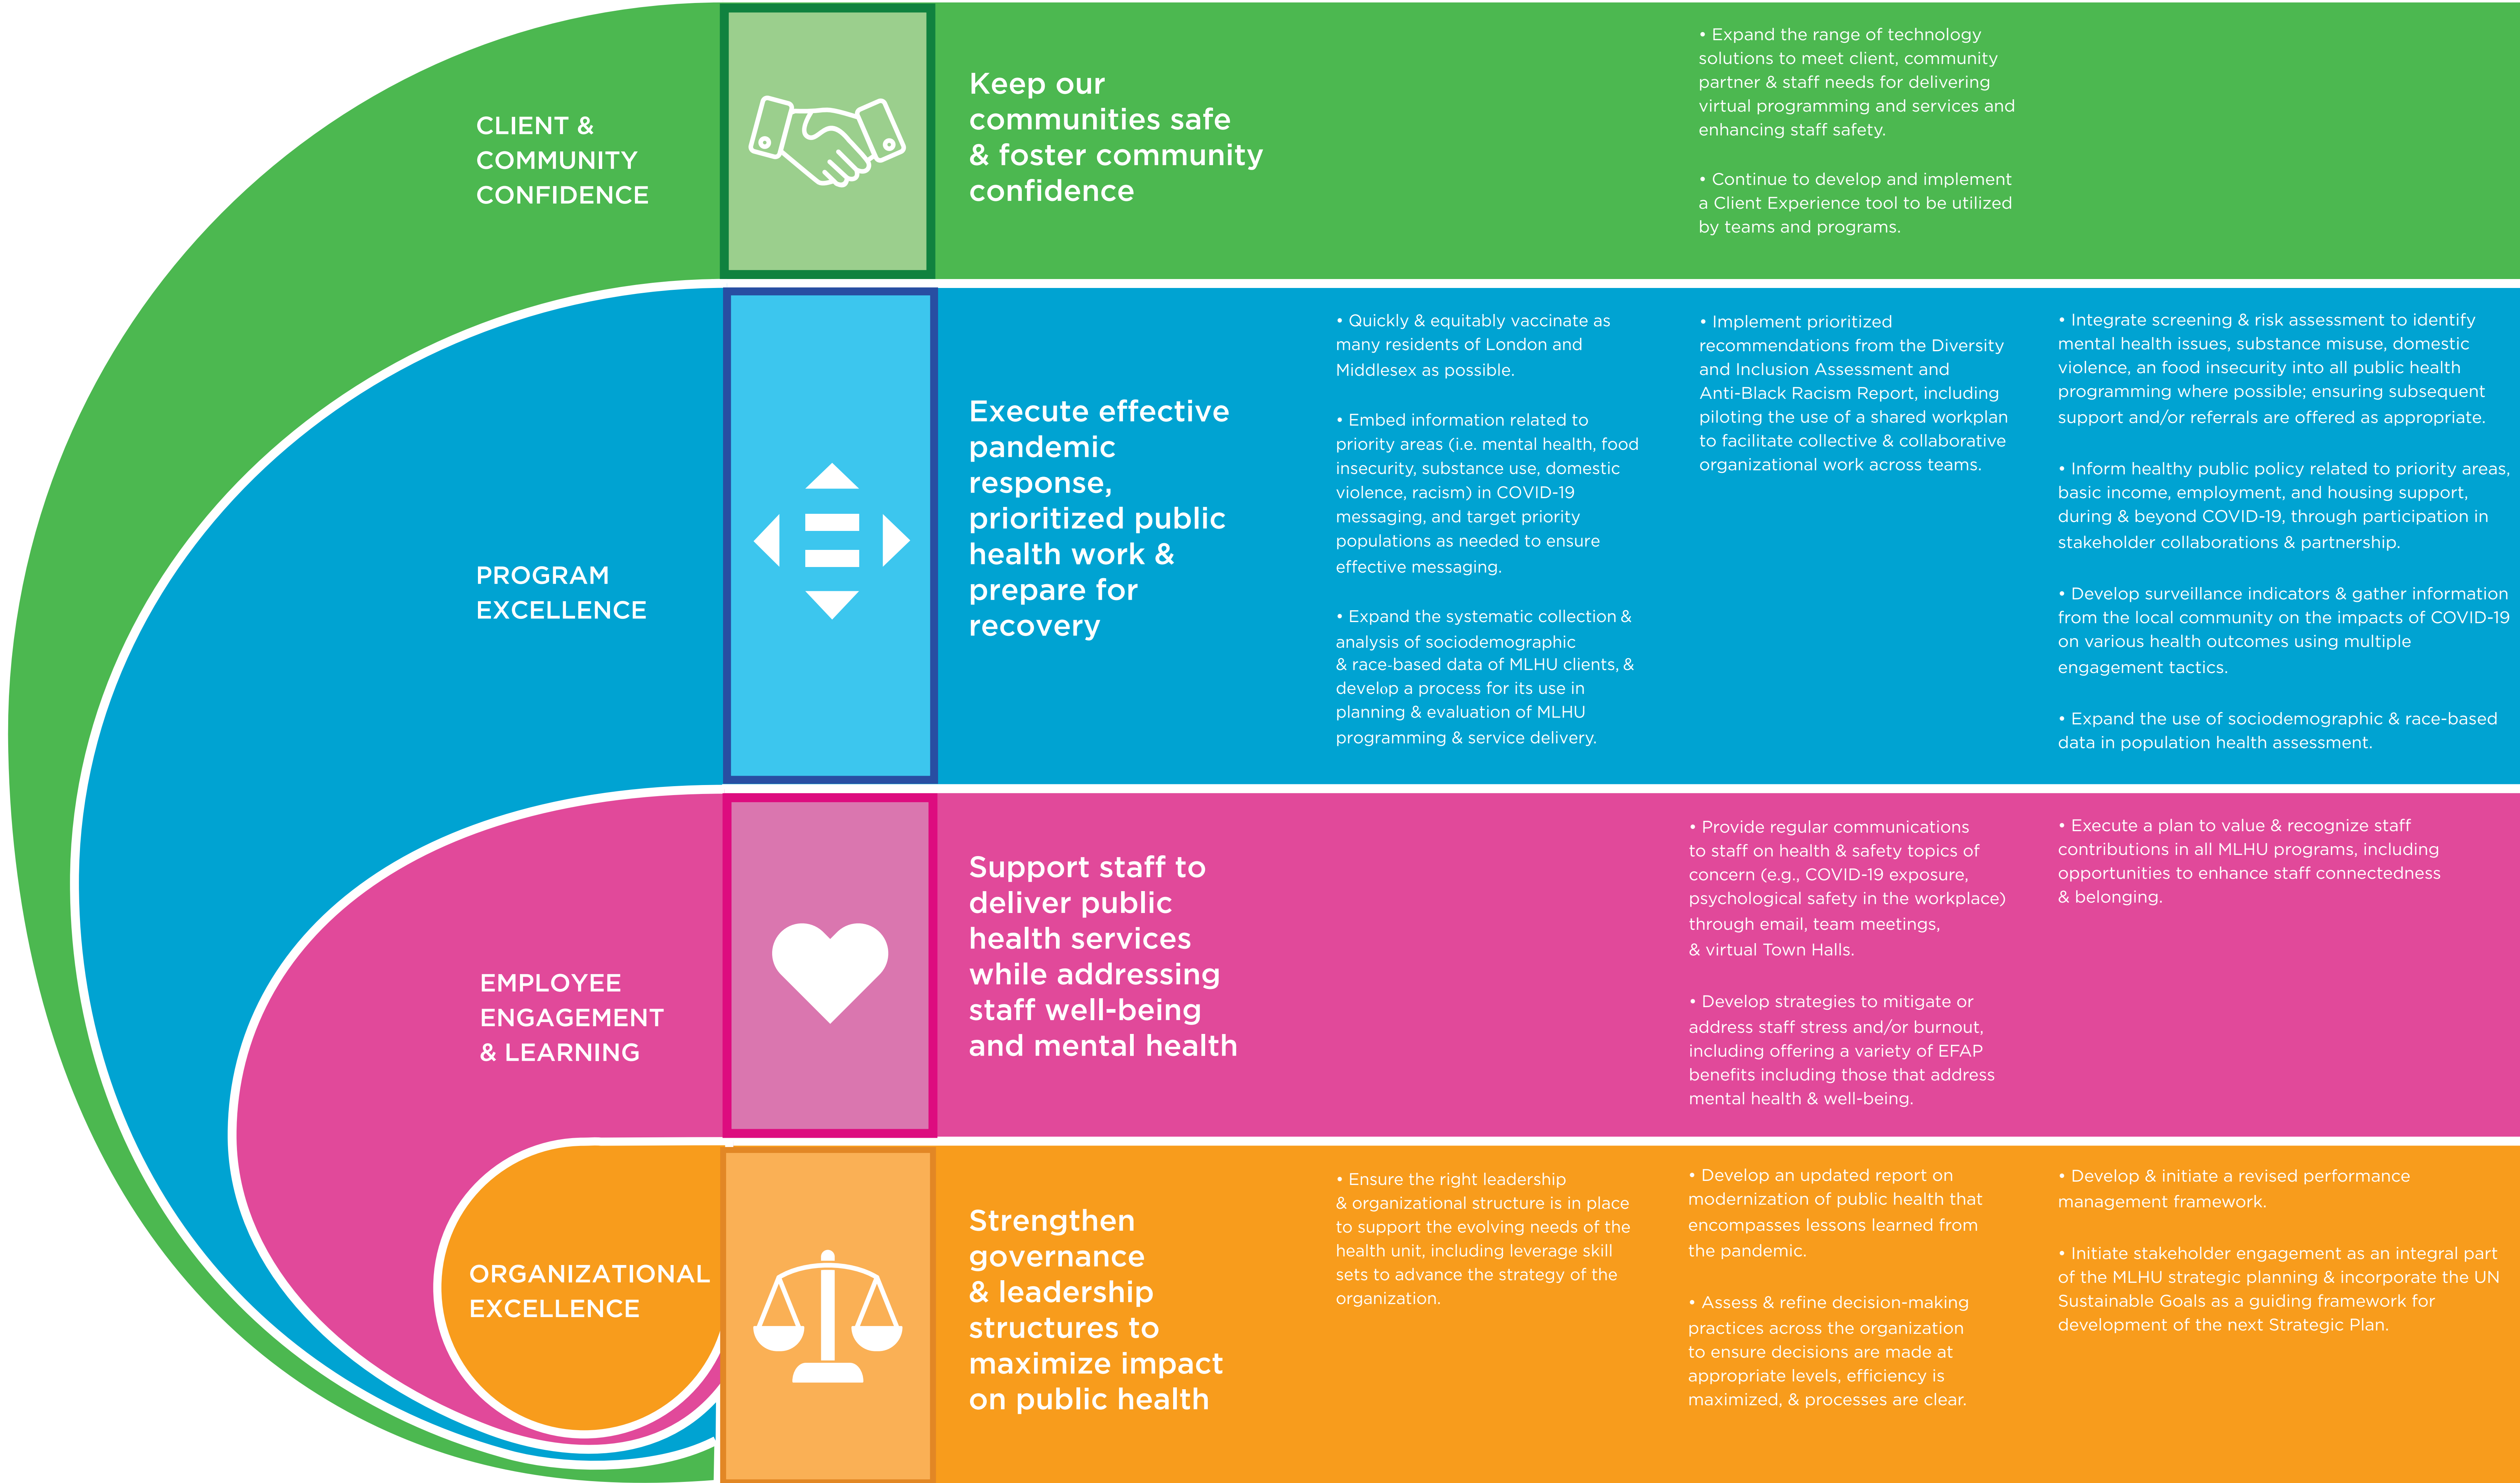 CLIENT &
COMMUNITY
CONFIDENCE
Keep our
communities safe
& foster community
confidence
• Expand the range of technology
solutions to meet client, community
partner & staff needs for delivering
virtual programming and services and
enhancing staff safety.
• Continue to develop and implement
a Client Experience tool to be utilized
by teams and programs.
PROGRAM
EXCELLENCE
Execute effective
pandemic
response,
prioritized public
health work &
prepare for
recovery
• Quickly & equitably vaccinate as
many residents of London and
Middlesex as possible.
• Embed information related to
priority areas (i.e. mental health, food
insecurity, substance use, domestic
violence, racism) in COVID-19
messaging, and target priority
populations as needed to ensure
effective messaging.
• Expand the systematic collection &
analysis of sociodemographic
& race-based data of MLHU clients, &
develop a process for its use in
planning & evaluation of MLHU
programming & service delivery.
• Implement prioritized
recommendations from the Diversity
and Inclusion Assessment and
Anti-Black Racism Report, including
piloting the use of a shared workplan
to facilitate collective & collaborative
organizational work across teams.
• Integrate screening & risk assessment to identify
mental health issues, substance misuse, domestic
violence, an food insecurity into all public health
programming where possible; ensuring subsequent
support and/or referrals are offered as appropriate.
• Inform healthy public policy related to priority areas,
basic income, employment, and housing support,
during & beyond COVID-19, through participation in
stakeholder collaborations & partnership.
• Develop surveillance indicators & gather information
from the local community on the impacts of COVID-19
on various health outcomes using multiple
engagement tactics.
• Expand the use of sociodemographic & race-based
data in population health assessment.
EMPLOYEE
ENGAGEMENT
& LEARNING
Support staff to
deliver public
health services
while addressing
staff well-being
and mental health
• Provide regular communications
to staff on health & safety topics of
concern (e.g., COVID-19 exposure,
psychological safety in the workplace)
through email, team meetings,
& virtual Town Halls.
• Develop strategies to mitigate or
address staff stress and/or burnout,
including offering a variety of EFAP
benefits including those that address
mental health & well-being.
• Execute a plan to value & recognize staff
contributions in all MLHU programs, including
opportunities to enhance staff connectedness
& belonging.
ORGANIZATIONAL
EXCELLENCE
Strengthen
governance
& leadership
structures to
maximize impact
on public health
• Ensure the right leadership
& organizational structure is in place
to support the evolving needs of the
health unit, including leverage skill
sets to advance the strategy of the
organization.
• Develop an updated report on
modernization of public health that
encompasses lessons learned from
the pandemic.
• Assess & refine decision-making
practices across the organization
to ensure decisions are made at
appropriate levels, efficiency is
maximized, & processes are clear.
• Develop & initiate a revised performance
management framework.
• Initiate stakeholder engagement as an integral part
of the MLHU strategic planning & incorporate the UN
Sustainable Goals as a guiding framework for
development of the next Strategic Plan.